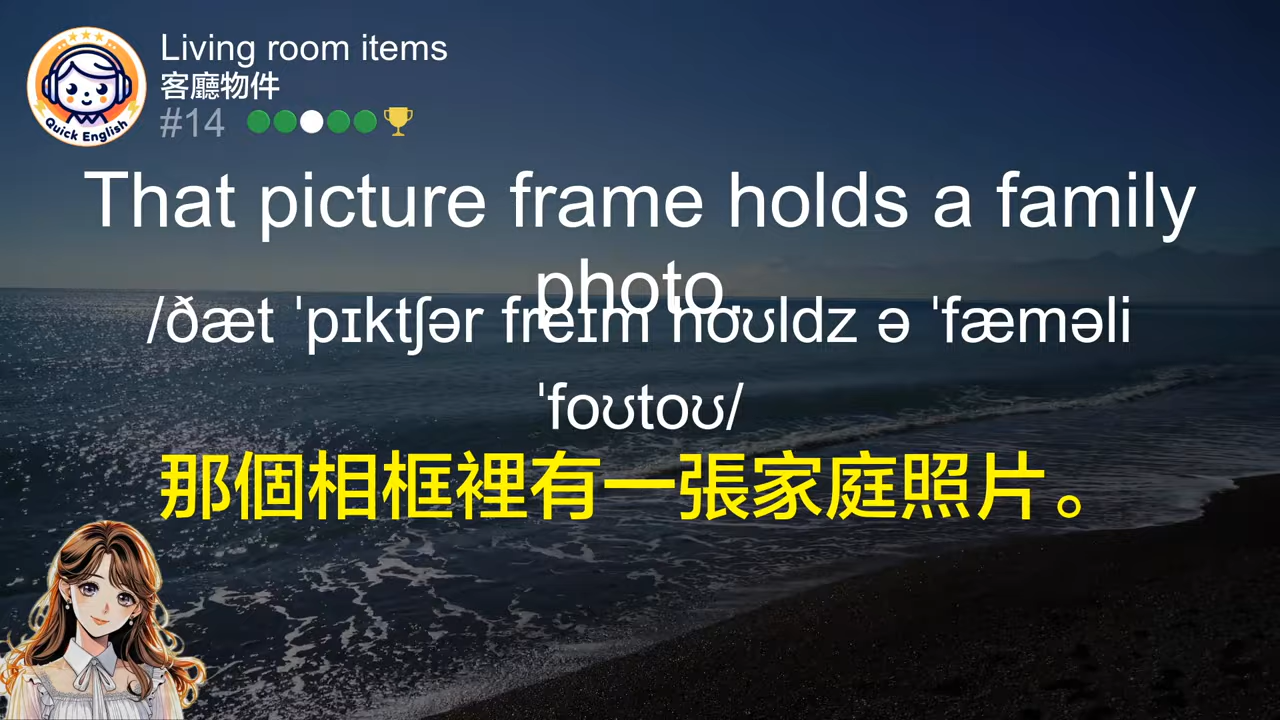 Living room items
客廳物件
#14
Quick English
That picture frame holds a family
photo.
/ðæt ˈpɪktʃər freɪm hoʊldz ə ˈfæməli
ˈfoʊtoʊ/
那個相框裡有一張家庭照片。